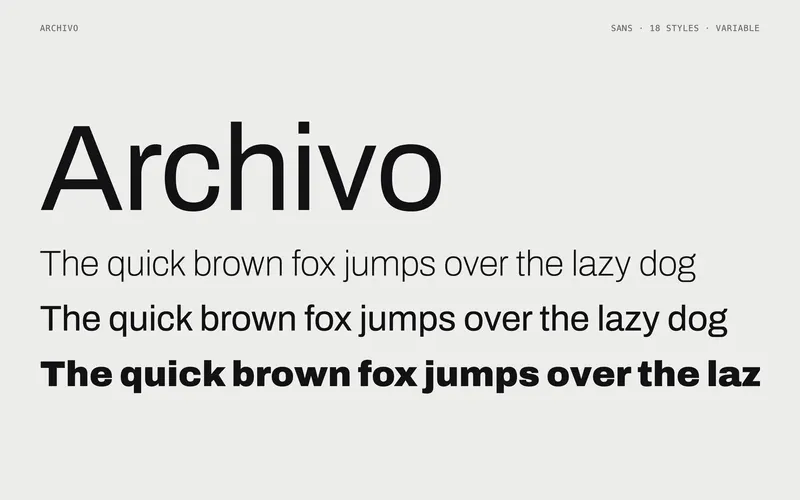 ARCHIVO
SANS · 18 STYLES · VARIABLE
Archivo
The quick brown fox jumps over the lazy dog
The quick brown fox jumps over the lazy dog
The quick brown fox jumps over the laz